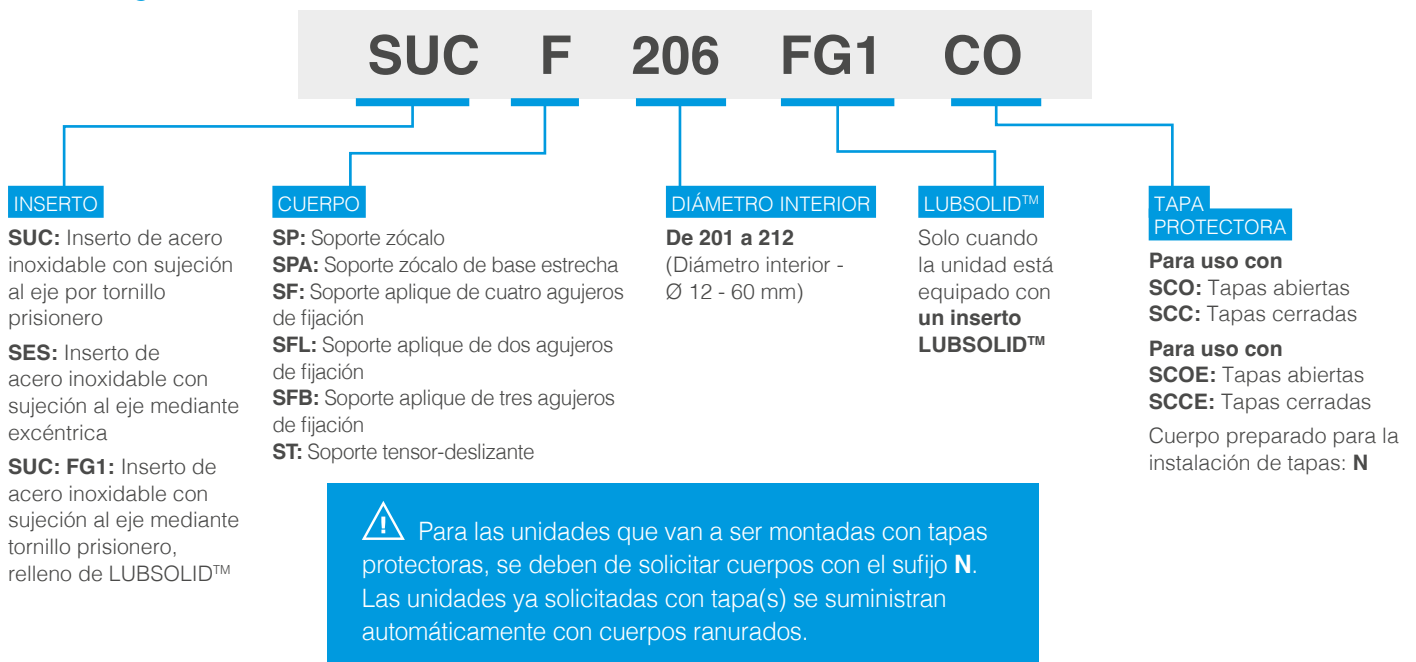 SUC F 206 FG1 CO
INSERTO
SUC: Inserto de acero
inoxidable con sujeción
al eje por tornillo
prisionero
SES: Inserto de
acero inoxidable con
sujeción al eje mediante
excéntrica
SUC: FG1: Inserto de
acero inoxidable con
sujeción al eje mediante
tornillo prisionero,
relleno de LUBSOLID™
CUERPO
SP: Soporte zócalo
SPA: Soporte zócalo de base estrecha
SF: Soporte aplique de cuatro agujeros
de fijación
SFL: Soporte aplique de dos agujeros
de fijación
SFB: Soporte aplique de tres agujeros
de fijación
ST: Soporte tensor-deslizante
DIÁMETRO INTERIOR
De 201 a 212
(Diámetro interior -
Ø 12 - 60 mm)
LUBSOLID™
Solo cuando
la unidad está
equipado con
un inserto
LUBSOLID™
TAPA
PROTECTORA
Para uso con
SCO: Tapas abiertas
SCC: Tapas cerradas
Para uso con
SCOE: Tapas abiertas
SCCE: Tapas cerradas
Cuerpo preparado para la
instalación de tapas: N
Para las unidades que van a ser montadas con tapas
protectoras, se deben de solicitar cuerpos con el sufijo N.
Las unidades ya solicitadas con tapa(s) se suministran
automáticamente con cuerpos ranurados.